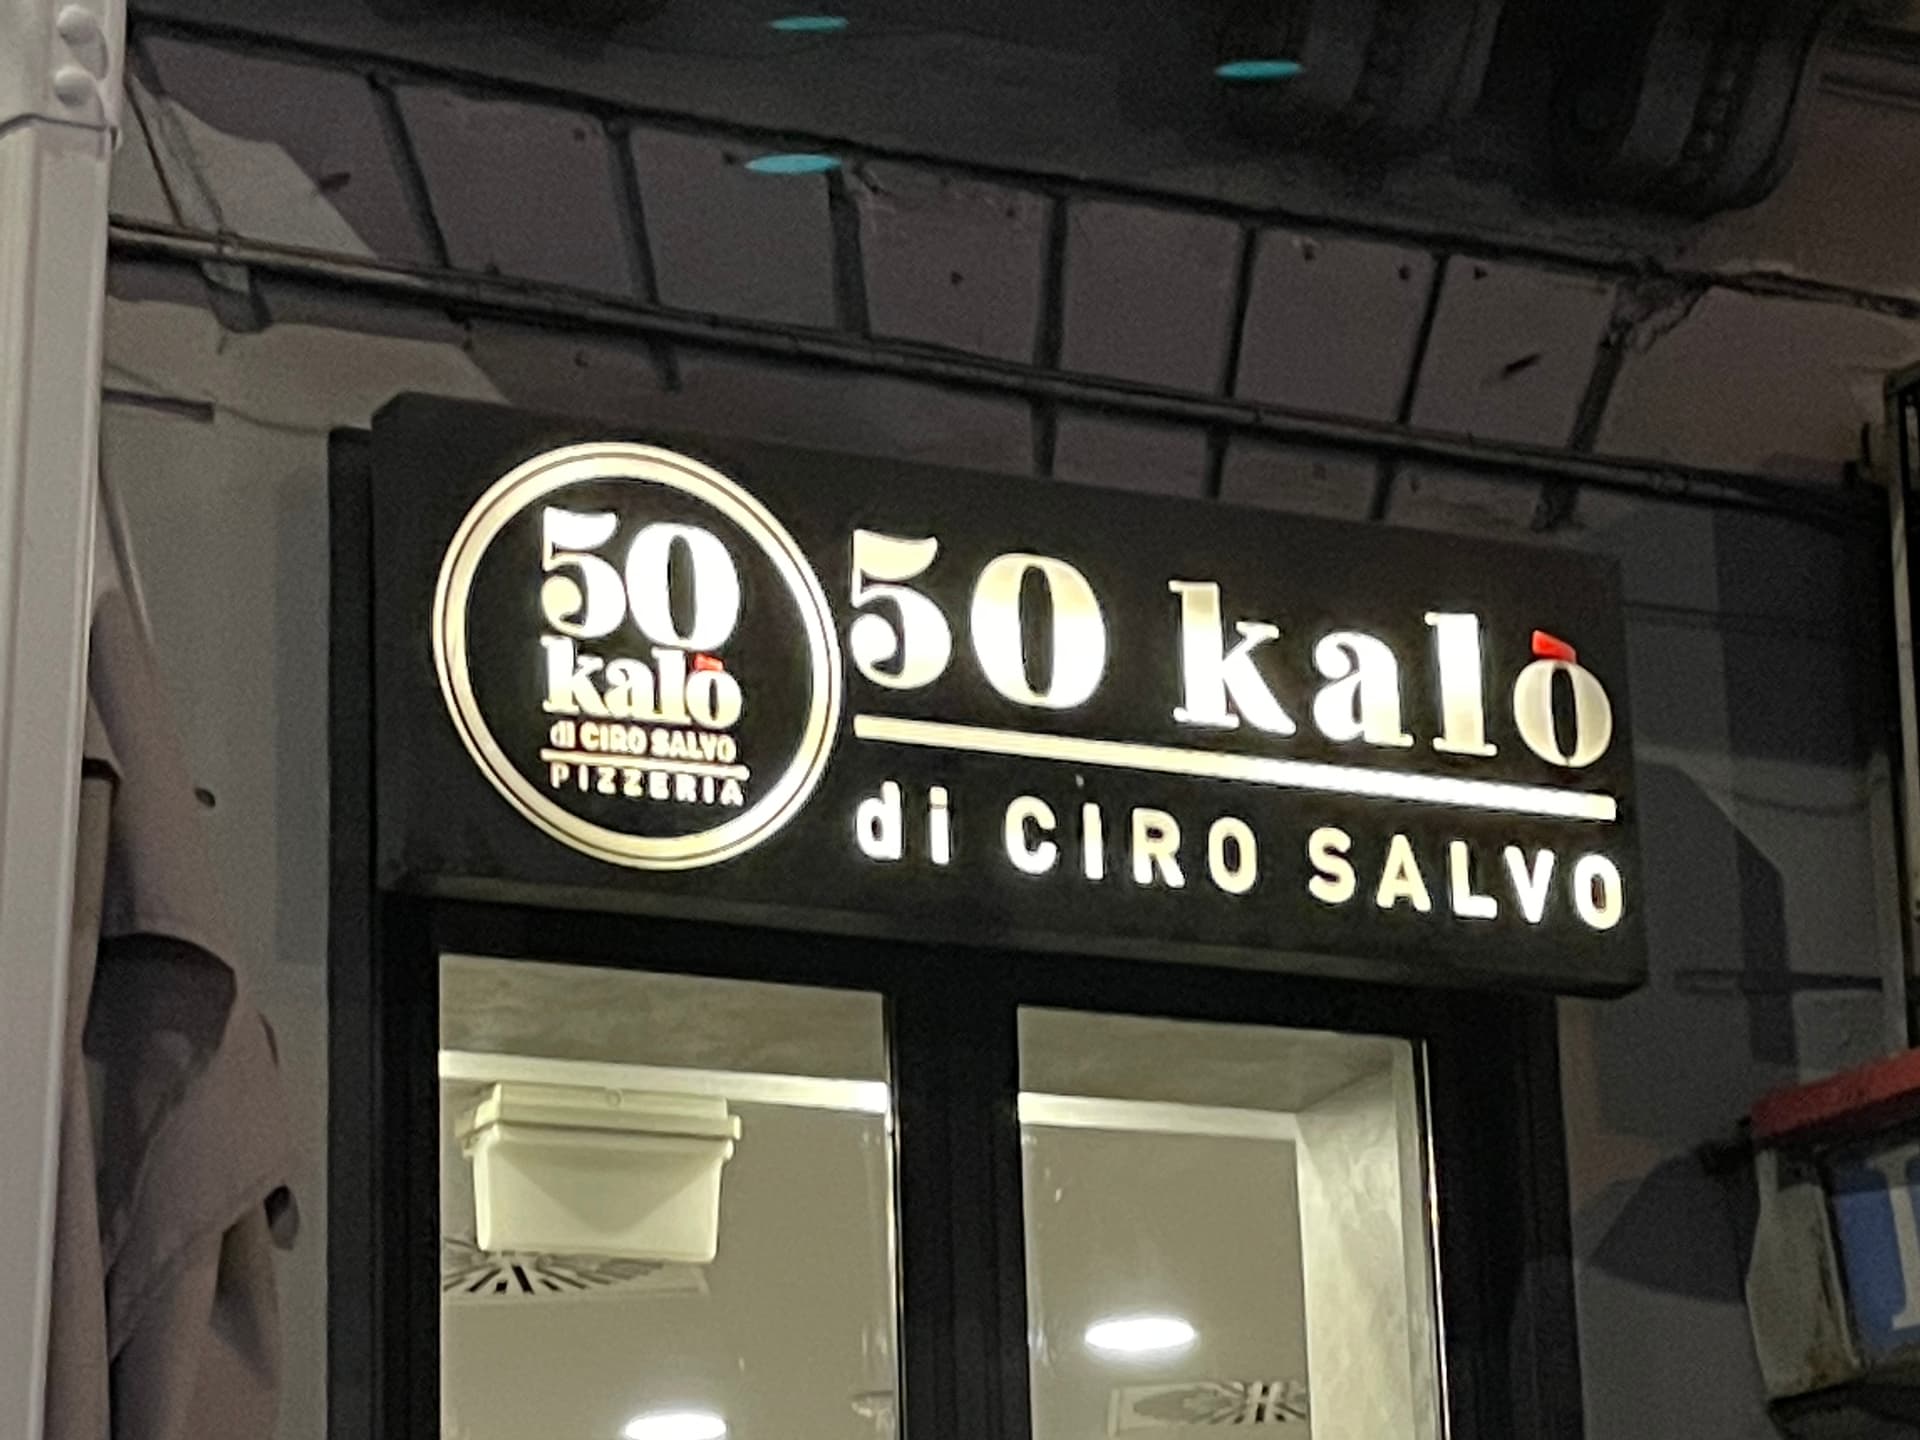 50
kalò
di CIRO SALVO
PIZZERIA
50 kalò
di CIRO SALVO